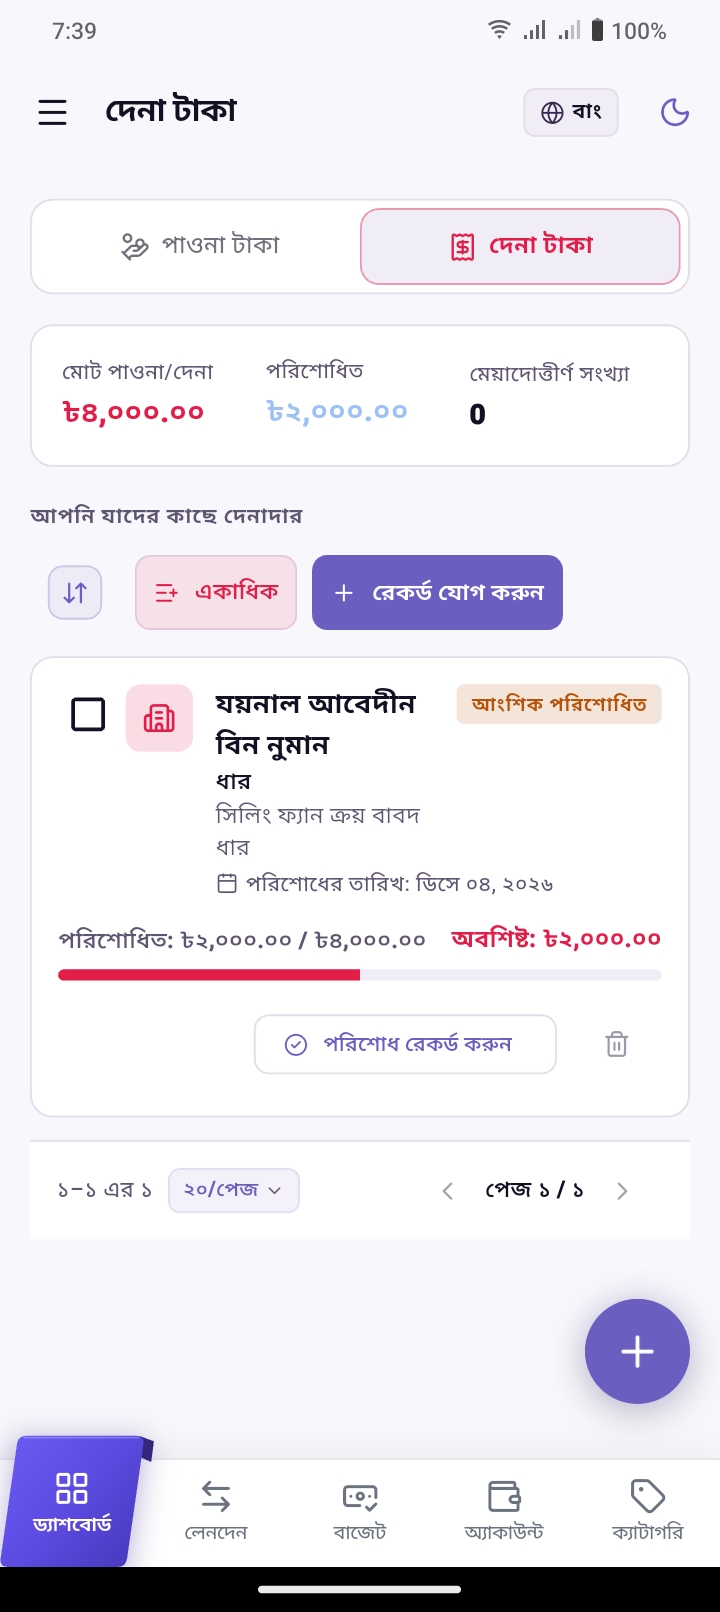 7:39
100%
দেনা টাকা
বাং
পাওনা টাকা
দেনা টাকা
মোট পাওনা/দেনা
পরিশোধিত
মেয়াদোত্তীর্ণ সংখ্যা
৳৪,০০০.০০
৳২,০০০.০০
0
আপনি যাদের কাছে দেনাদার
একাধিক
রেকর্ড যোগ করুন
যয়নাল আবেদীন
বিন নুমান
আংশিক পরিশোধিত
ধার
সিলিং ফ্যান ক্রয় বাবদ
ধার
পরিশোধের তারিখ: ডিসে ০৪, ২০২৬
পরিশোধিত: ৳২,০০০.০০ / ৳৪,০০০.০০
অবশিষ্ট: ৳২,০০০.০০
পরিশোধ রেকর্ড করুন
১–১ এর ১
২০/পেজ
পেজ ১ / ১
ড্যাশবোর্ড
লেনদেন
বাজেট
অ্যাকাউন্ট
ক্যাটাগরি